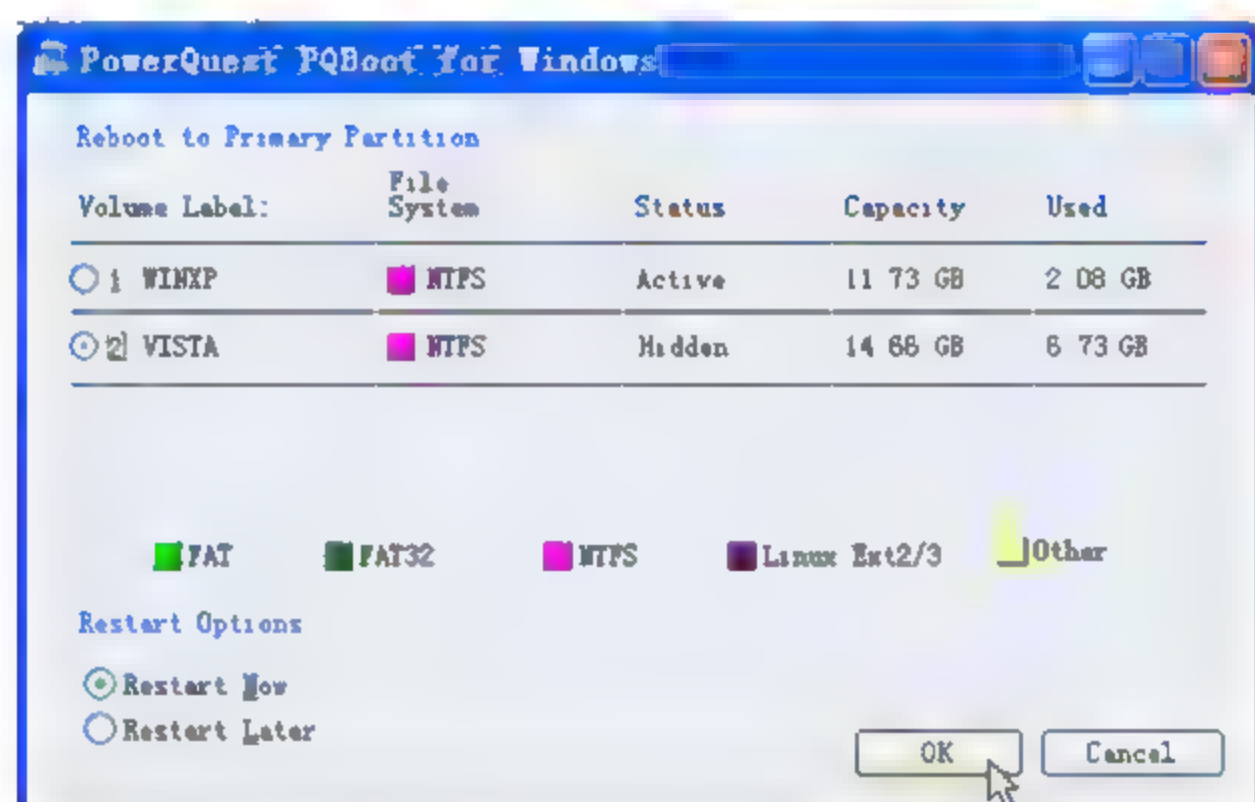 PowerQuest PQBoot for Windows
Reboot to Primary Partition
Volume Label: File System Status Capacity Used
1 WINXP NTFS Active 11 73 GB 2 08 GB
2 VISTA NTFS Hidden 14 66 GB 6 73 GB
FAT FAT32 NTFS Linux Ext2/3 Other
Restart Options
Restart Now
Restart Later
OK Cancel